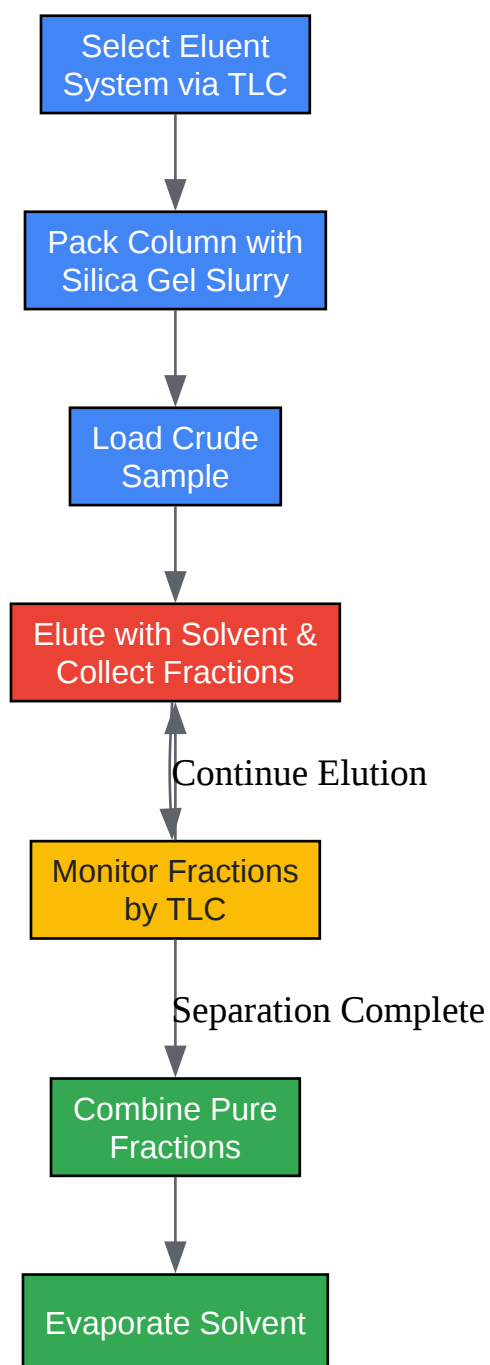 Select Eluent
System via TLC
Pack Column with
Silica Gel Slurry
Load Crude
Sample
Elute with Solvent &
Collect Fractions
Continue Elution
Monitor Fractions
by TLC
Separation Complete
Combine Pure
Fractions
Evaporate Solvent